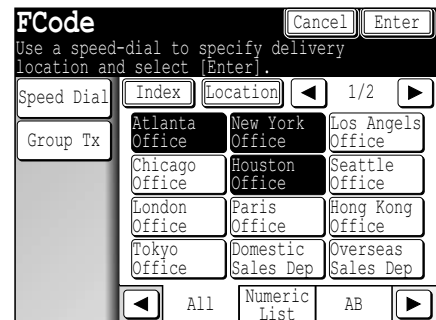 FCode
Cancel
Enter
Use a speed-dial to specify delivery
location and select [Enter].
Speed Dial
Index
Location
1/2
Group Tx
Atlanta
Office
New York
Office
Los Angels
Office
Chicago
Office
Houston
Office
Seattle
Office
London
Office
Paris
Office
Hong Kong
Office
Tokyo
Office
Domestic
Sales Dep
Overseas
Sales Dep
All
Numeric
List
AB